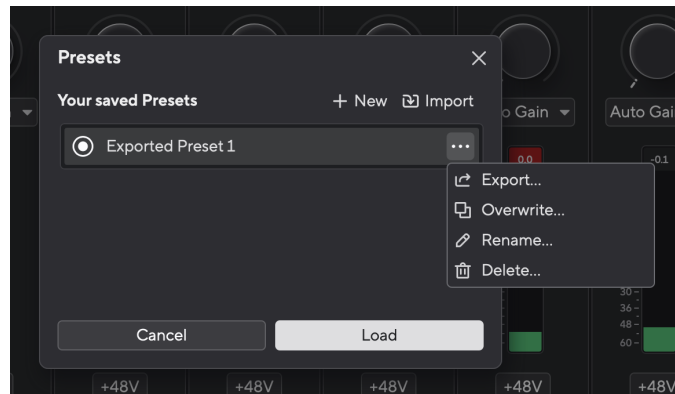 Presets
Your saved Presets
New
Import
Exported Preset 1
Export...
Overwrite...
Rename...
Delete...
Cancel
Load
o Gain
Auto Gai
0.0
-0.1
30
36
48
60
+48V
+48V
+48V
+48V
+48V